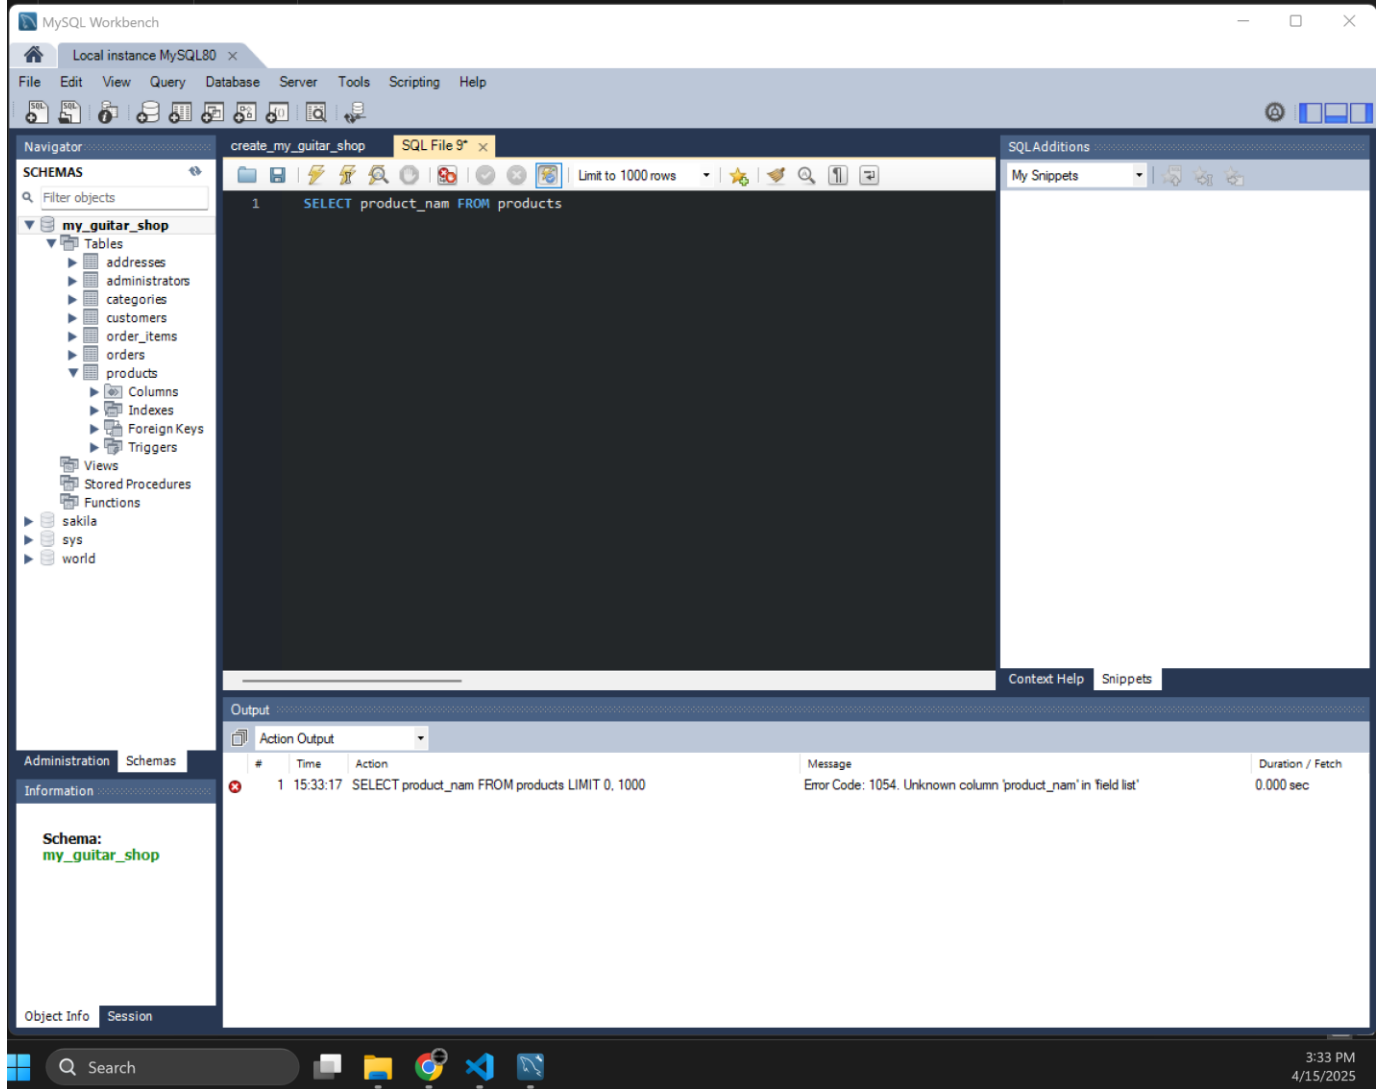 MySQL Workbench
Local instance MySQL80
File Edit View Query Database Server Tools Scripting Help
Navigator
SCHEMAS
Filter objects
my_guitar_shop
Tables
addresses
administrators
categories
customers
order_items
orders
products
Columns
Indexes
Foreign Keys
Triggers
Views
Stored Procedures
Functions
sakila
sys
world
Administration Schemas
Information
Schema:
my_guitar_shop
Object Info Session
create_my_guitar_shop SQL File 9*
Limit to 1000 rows
1 SELECT product_nam FROM products
SQLAdditions
My Snippets
Context Help Snippets
Output
Action Output
# Time Action Message Duration / Fetch
1 15:33:17 SELECT product_nam FROM products LIMIT 0, 1000 Error Code: 1054. Unknown column 'product_nam' in 'field list' 0.000 sec
Search
3:33 PM
4/15/2025